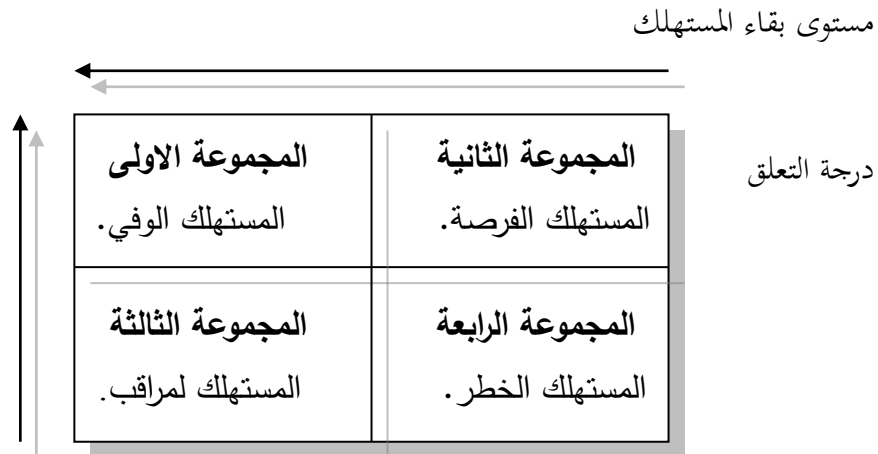 مستوى بقاء المستهلك
درجة التعلق
المجموعة الثانية
المستهلك الفرصة.
المجموعة الاولى
المستهلك الوفي.
المجموعة الرابعة
المستهلك الخطر.
المجموعة الثالثة
المستهلك لمراقب.